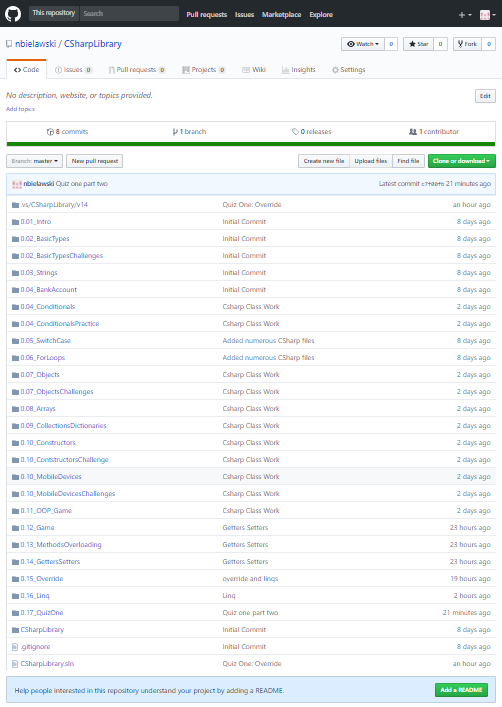 This repository Search Pull requests Issues Marketplace Explore
nbielawski / CSharpLibrary Watch 0 Star 0 Fork 0
Code Issues 0 Pull requests 0 Projects 0 Wiki Insights Settings
No description, website, or topics provided. Edit
Add topics
8 commits 1 branch 0 releases 1 contributor
Branch: master New pull request Create new file Upload files Find file Clone or download
nbielawski Quiz one part two Latest commit 21 minutes ago
.vs/CSharpLibrary/v14 Quiz One: Override an hour ago
0.01_Intro Initial Commit 8 days ago
0.02_BasicTypes Initial Commit 8 days ago
0.02_BasicTypesChallenges Initial Commit 8 days ago
0.03_Strings Initial Commit 8 days ago
0.04_BankAccount Initial Commit 8 days ago
0.04_Conditionals Csharp Class Work 2 days ago
0.04_ConditionalsPractice Csharp Class Work 2 days ago
0.05_SwitchCase Added numerous CSharp files 8 days ago
0.06_ForLoops Added numerous CSharp files 8 days ago
0.07_Objects Csharp Class Work 2 days ago
0.07_ObjectsChallenges Csharp Class Work 2 days ago
0.08_Arrays Csharp Class Work 2 days ago
0.09_CollectionsDictionaries Csharp Class Work 2 days ago
0.10_Constructors Csharp Class Work 2 days ago
0.10_ContstructorsChallenge Csharp Class Work 2 days ago
0.10_MobileDevices Csharp Class Work 2 days ago
0.10_MobileDevicesChallenges Csharp Class Work 2 days ago
0.11_OOP_Game Csharp Class Work 2 days ago
0.12_Game Getters Setters 23 hours ago
0.13_MethodsOverloading Getters Setters 23 hours ago
0.14_GettersSetters Getters Setters 23 hours ago
0.15_Override override and linqs 19 hours ago
0.16_Linq Linq 2 hours ago
0.17_QuizOne Quiz one part two 21 minutes ago
CSharpLibrary Initial Commit 8 days ago
.gitignore Initial Commit 8 days ago
CSharpLibrary.sln Quiz One: Override an hour ago
Help people interested in this repository understand your project by adding a README. Add a README